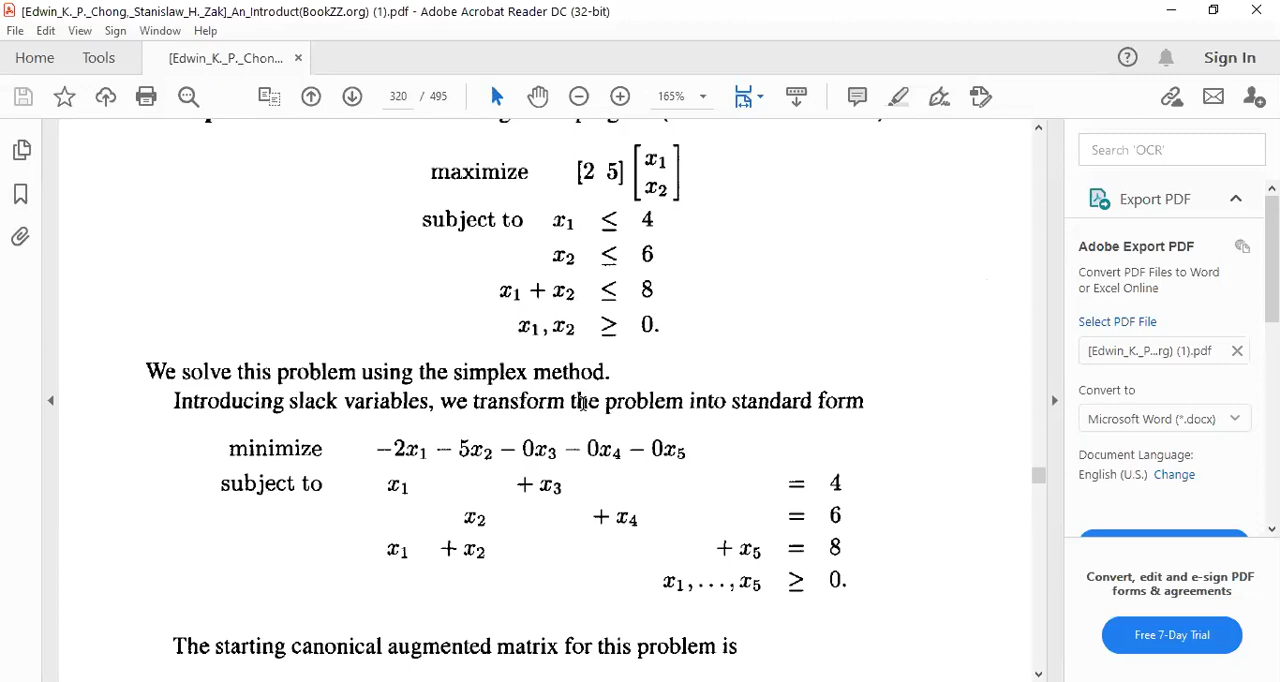 [Edwin_K._P._Chong,_Stanislaw_H._Zak]_An_Introduct(BookZZ.org) (1).pdf - Adobe Acrobat Reader DC (32-bit)
File Edit View Sign Window Help
Home Tools [Edwin_K._P._Chon... × Sign In
320 / 495 165%
maximize [2 5] [x1 x2]
subject to x1 ≤ 4
x2 ≤ 6
x1 + x2 ≤ 8
x1, x2 ≥ 0.
We solve this problem using the simplex method.
Introducing slack variables, we transform the problem into standard form
minimize −2x1 − 5x2 − 0x3 − 0x4 − 0x5
subject to x1 + x3 = 4
x2 + x4 = 6
x1 + x2 + x5 = 8
x1, . . . , x5 ≥ 0.
The starting canonical augmented matrix for this problem is
Search 'OCR'
Export PDF
Adobe Export PDF
Convert PDF Files to Word
or Excel Online
Select PDF File
[Edwin_K._P...rg) (1).pdf
Convert to
Microsoft Word (*.docx)
Document Language:
English (U.S.) Change
Convert, edit and e-sign PDF
forms & agreements
Free 7-Day Trial